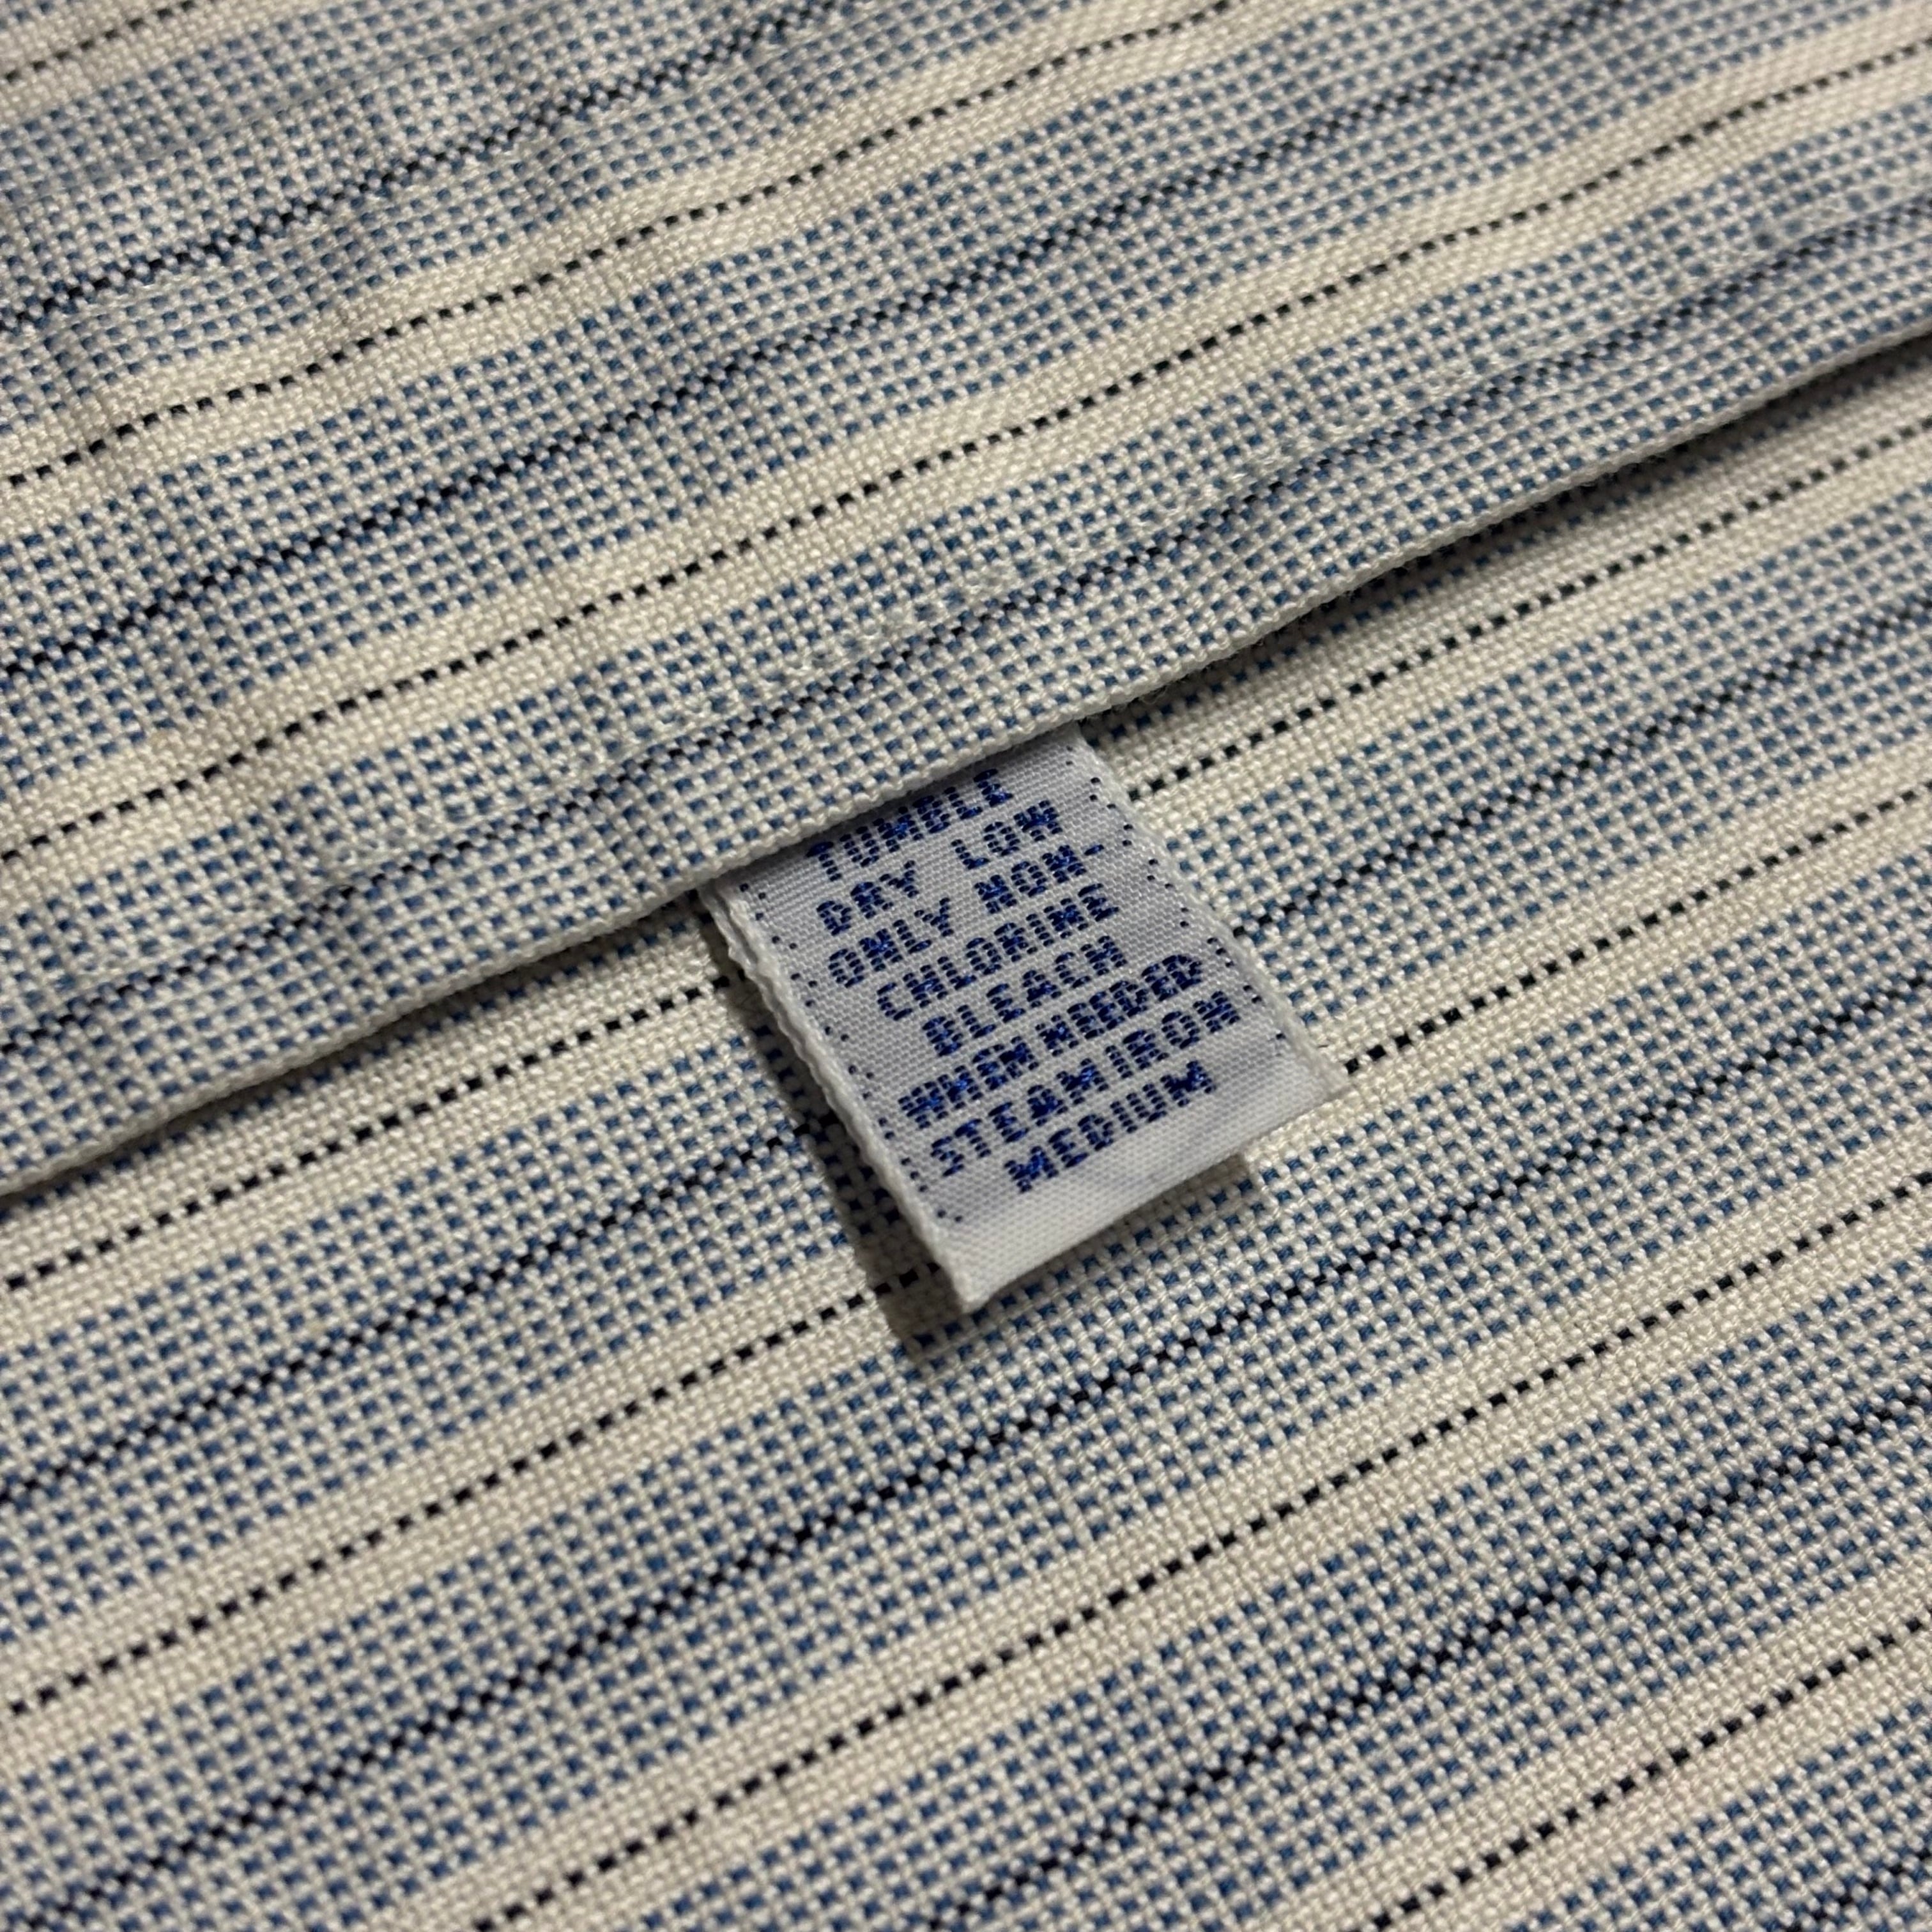 TUMBLE
DRY LOW
ONLY NON-
CHLORINE
BLEACH
WHEN NEEDED
STEAM IRON
MEDIUM